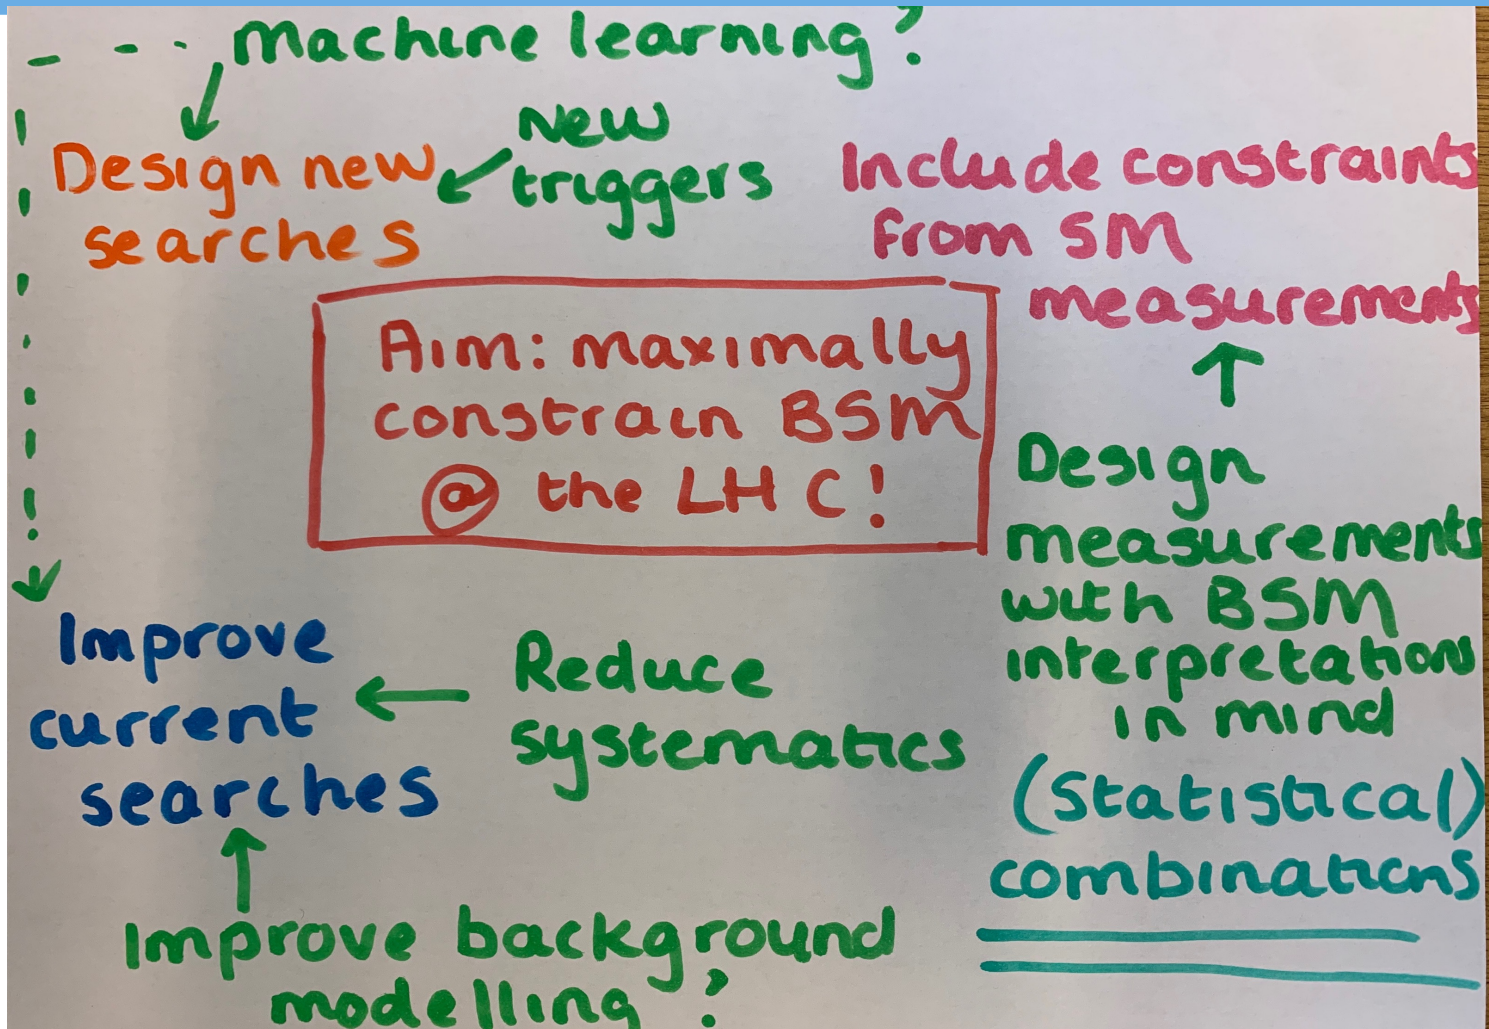 Machine learning?
New
triggers
Design new
searches
Include constraints
from SM
measurements
Aim: maximally
constrain BSM
@ the LHC!
Design
measurements
with BSM
interpretations
in mind
Improve
current
searches
Reduce
systematics
(Statistical)
combinations
Improve background
modelling?